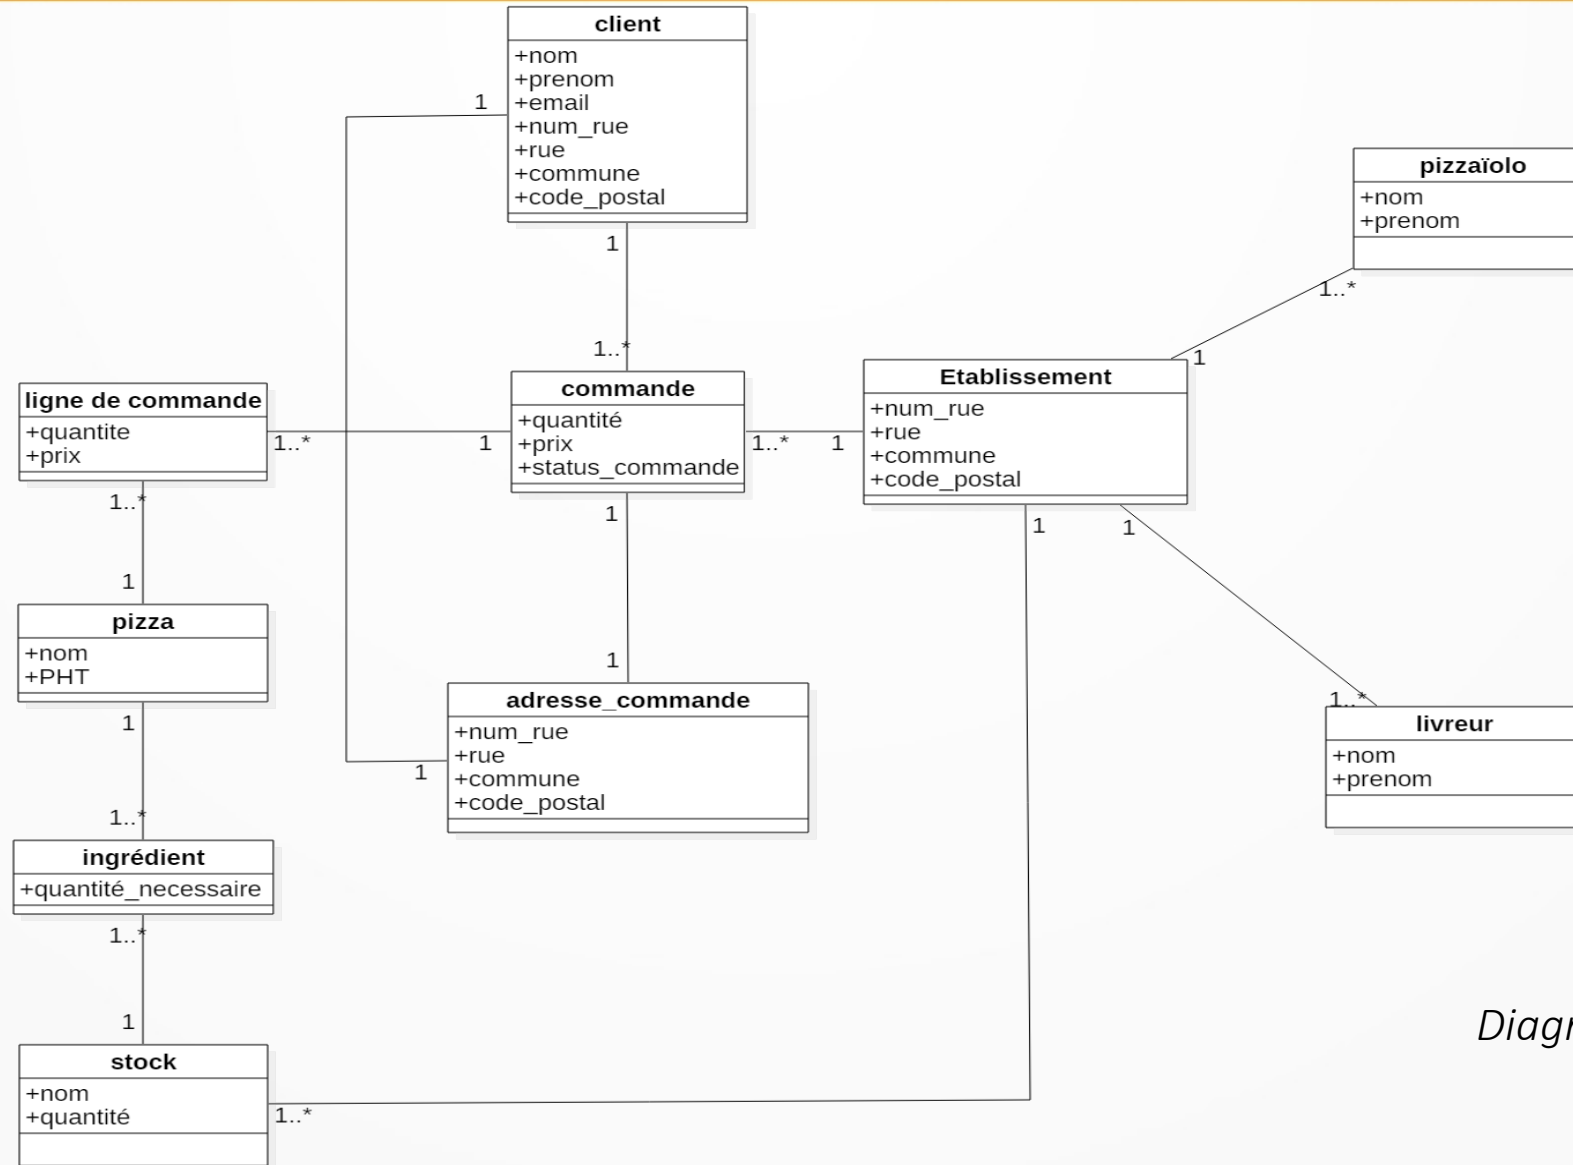 client
+nom
+prenom
+email
+num_rue
+rue
+commune
+code_postal
1
1
1..*
pizzaïolo
+nom
+prenom
1..*
1
ligne de commande
+quantite
+prix
1..*
1
commande
+quantité
+prix
+status_commande
1..*
1
Etablissement
+num_rue
+rue
+commune
+code_postal
1..*
1
1
1
1
1
pizza
+nom
+PHT
adresse_commande
+num_rue
+rue
+commune
+code_postal
1
1..*
livreur
+nom
+prenom
1
1..*
ingrédient
+quantité_necessaire
1..*
1
stock
+nom
+quantité
1..*
Diagr